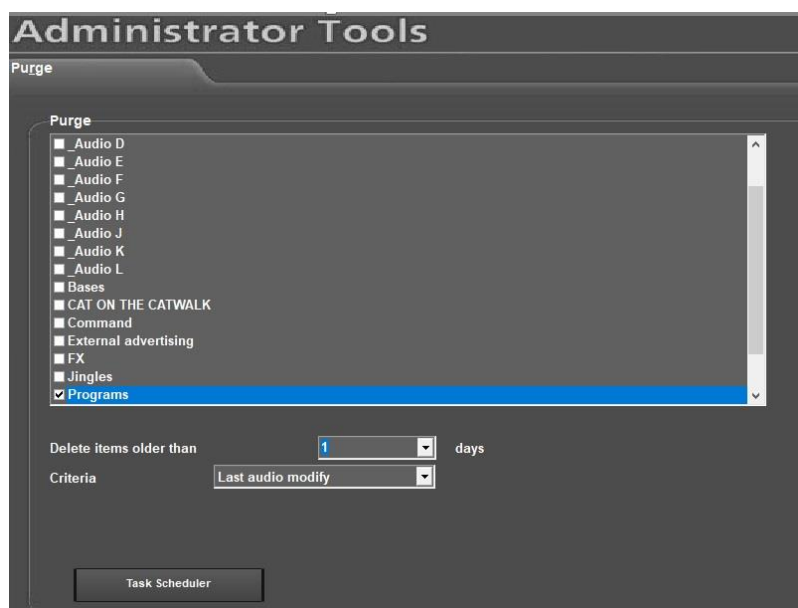 Administrator Tools
Purge
Purge
_Audio D
_Audio E
_Audio F
_Audio G
_Audio H
_Audio J
_Audio K
_Audio L
Bases
CAT ON THE CATWALK
Command
External advertising
FX
Jingles
Programs
Delete items older than 1 days
Criteria Last audio modify
Task Scheduler